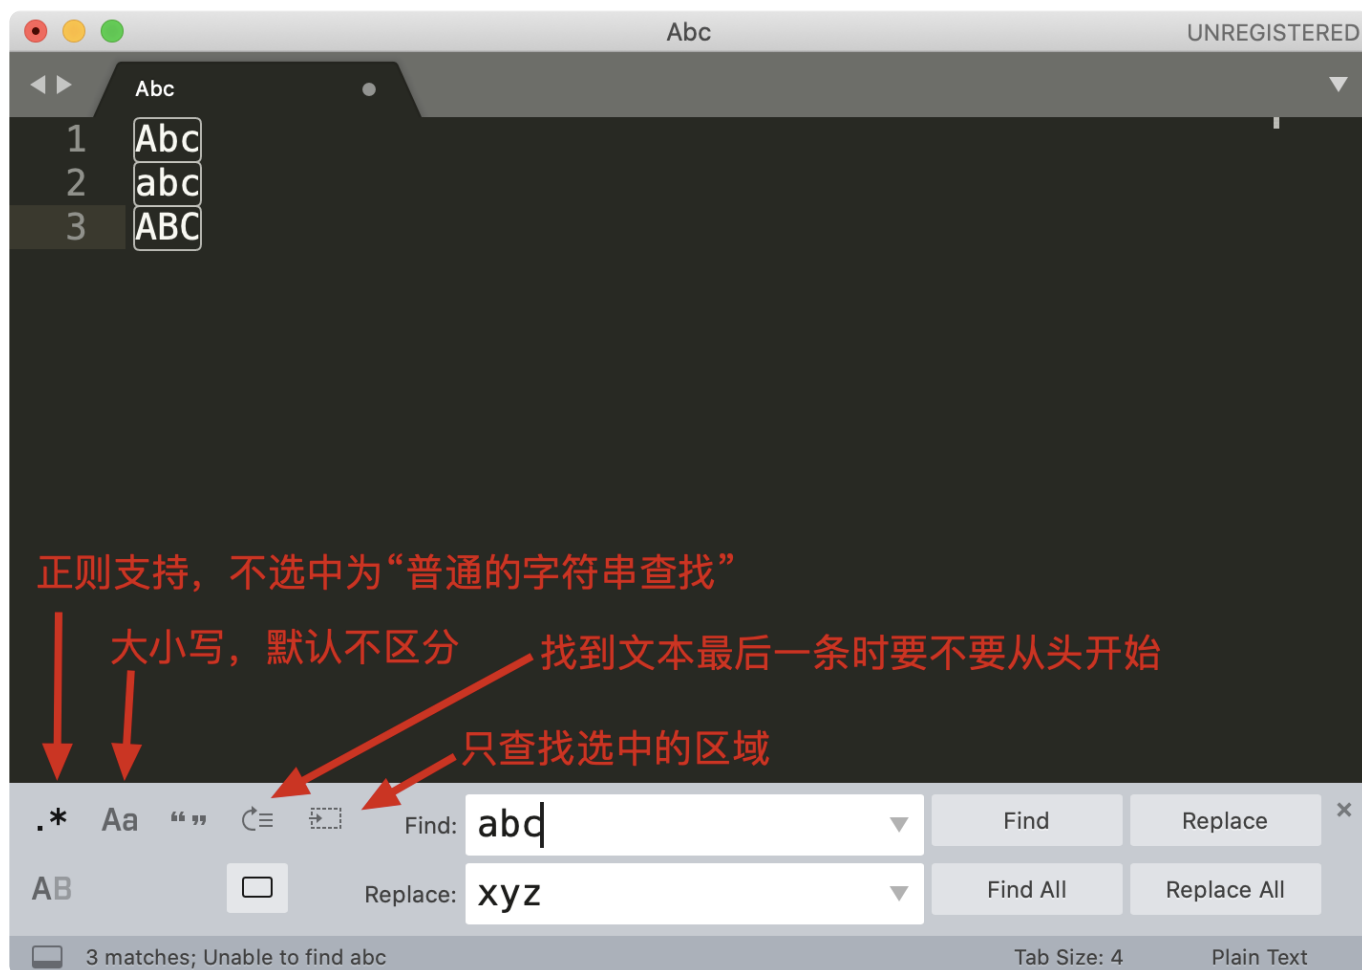 Abc
UNREGISTERED
Abc
1 Abc
2 abc
3 ABC
正则支持，不选中为“普通的字符串查找”
大小写，默认不区分
找到文本最后一条时要不要从头开始
只查找选中的区域
.* Aa “” Find: abc Find Replace ×
AB Replace: xyz Find All Replace All
3 matches; Unable to find abc Tab Size: 4 Plain Text